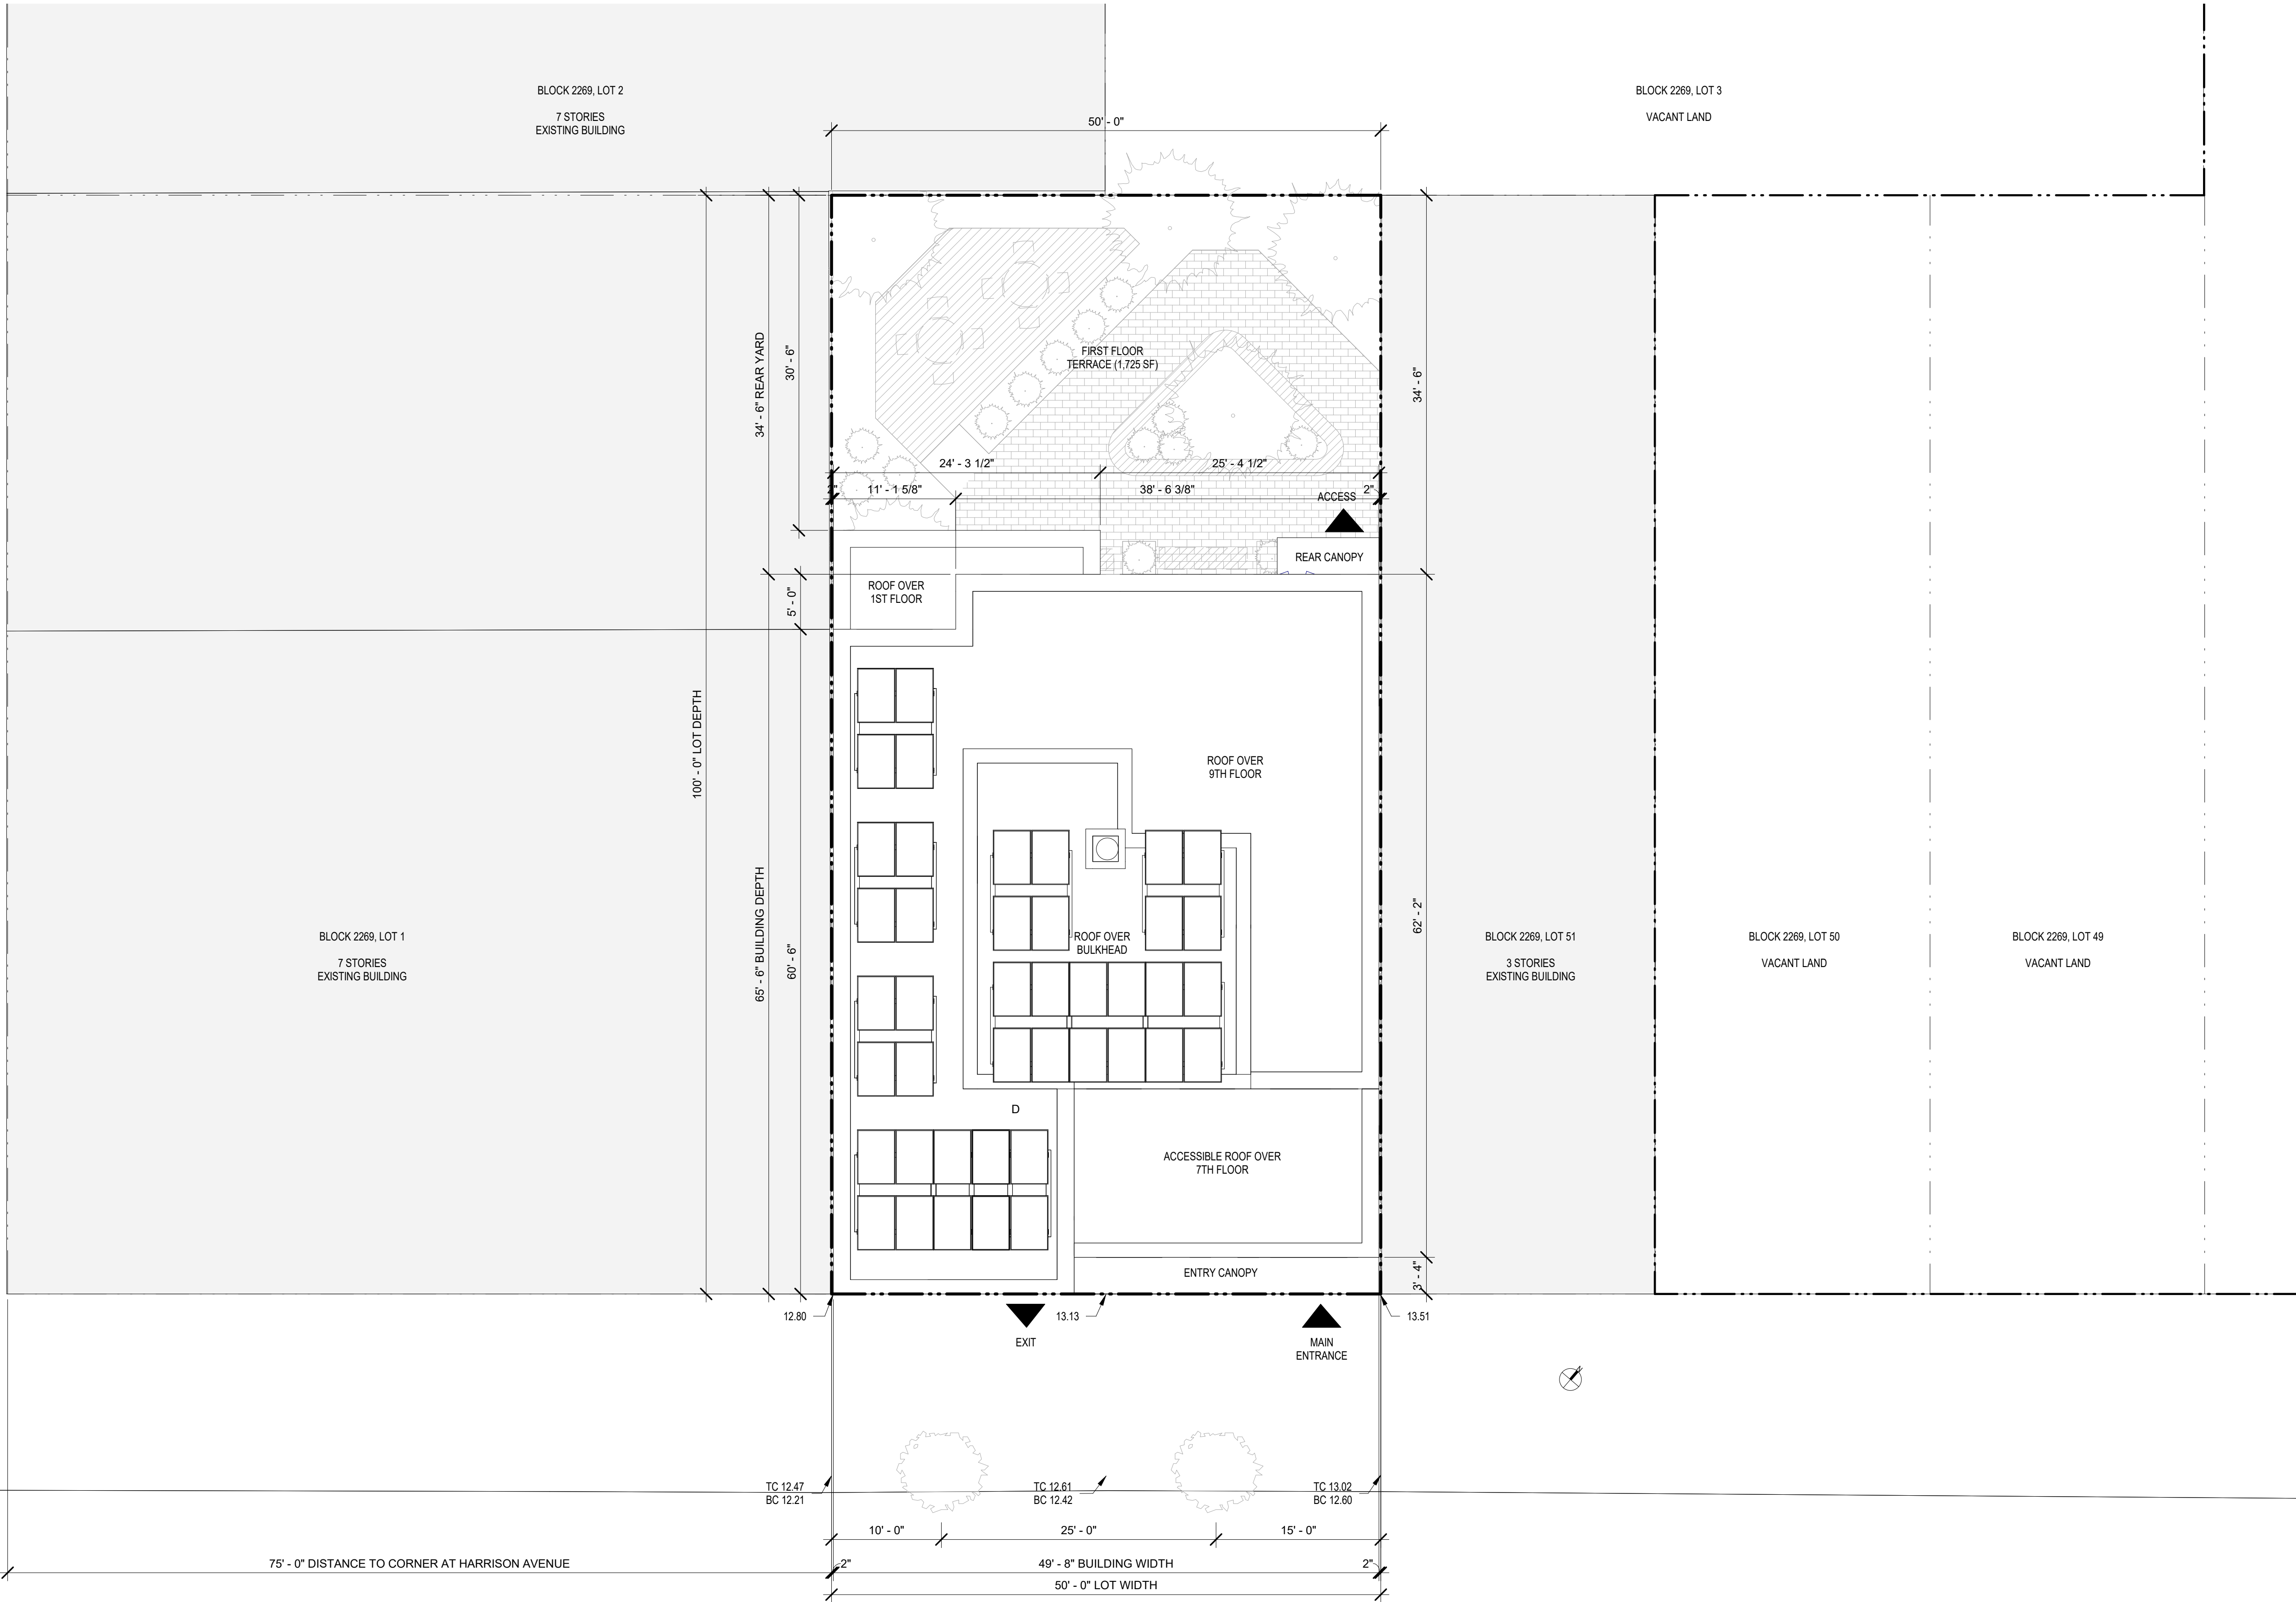 BLOCK 2269, LOT 2
7 STORIES
EXISTING BUILDING
BLOCK 2269, LOT 3
VACANT LAND
50' - 0"
34' - 6" REAR YARD
30' - 6"
34' - 6"
FIRST FLOOR
TERRACE (1,725 SF)
24' - 3 1/2"
25' - 4 1/2"
2"
11' - 1 5/8"
38' - 6 3/8"
2"
ACCESS
REAR CANOPY
ROOF OVER
1ST FLOOR
5' - 0"
100' - 0" LOT DEPTH
65' - 6" BUILDING DEPTH
60' - 6"
ROOF OVER
9TH FLOOR
62' - 2"
ROOF OVER
BULKHEAD
BLOCK 2269, LOT 1
7 STORIES
EXISTING BUILDING
BLOCK 2269, LOT 51
3 STORIES
EXISTING BUILDING
BLOCK 2269, LOT 50
VACANT LAND
BLOCK 2269, LOT 49
VACANT LAND
D
ACCESSIBLE ROOF OVER
7TH FLOOR
ENTRY CANOPY
3' - 4"
12.80
13.13
13.51
EXIT
MAIN
ENTRANCE
N
TC 12.47
BC 12.21
TC 12.61
BC 12.42
TC 13.02
BC 12.60
10' - 0"
25' - 0"
15' - 0"
75' - 0" DISTANCE TO CORNER AT HARRISON AVENUE
2"
49' - 8" BUILDING WIDTH
2"
50' - 0" LOT WIDTH